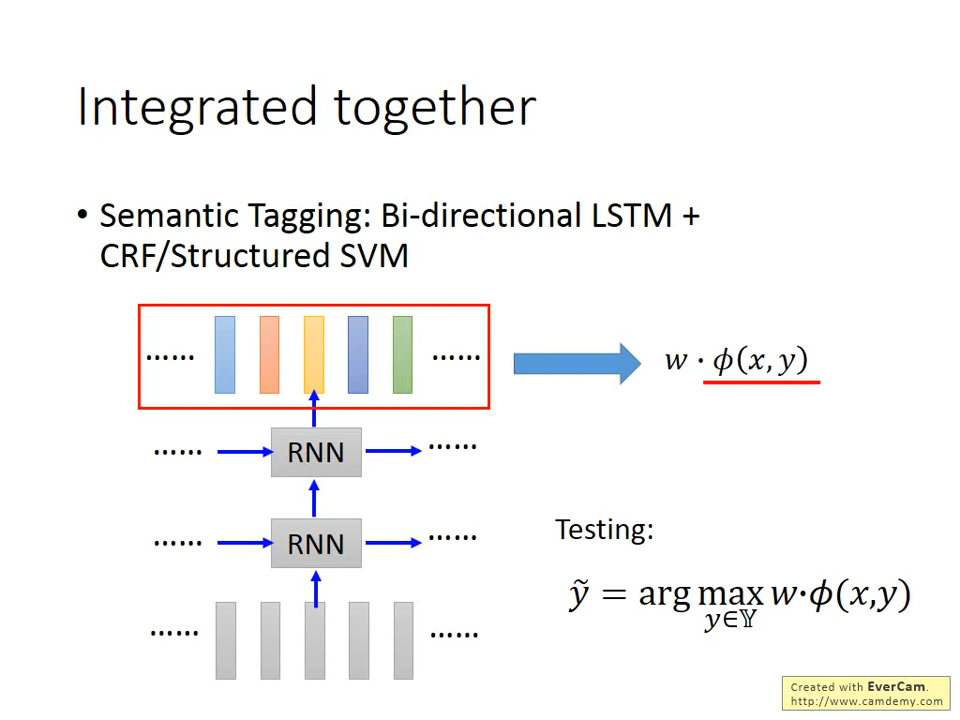 Integrated together
• Semantic Tagging: Bi-directional LSTM +
CRF/Structured SVM
…… ……
w · ϕ(x, y)
…… RNN ……
…… RNN ……
Testing:
ỹ = arg max w·ϕ(x,y)
y∈𝕐
…… ……
Created with EverCam.
http://www.camdemy.com